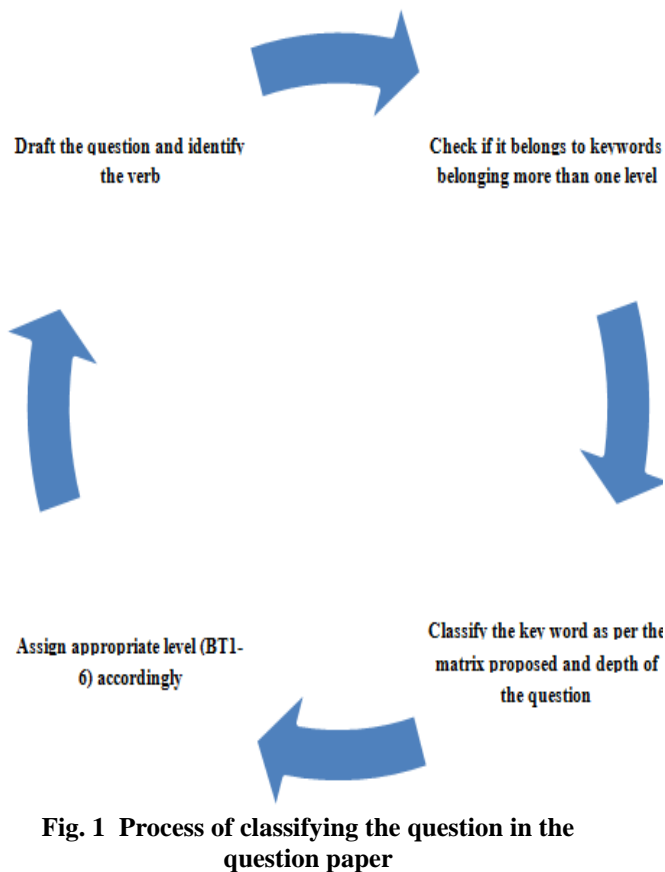 Draft the question and identify
the verb
Check if it belongs to keywords
belonging more than one level
Classify the key word as per the
matrix proposed and depth of
the question
Assign appropriate level (BT1-
6) accordingly
Fig. 1 Process of classifying the question in the
question paper